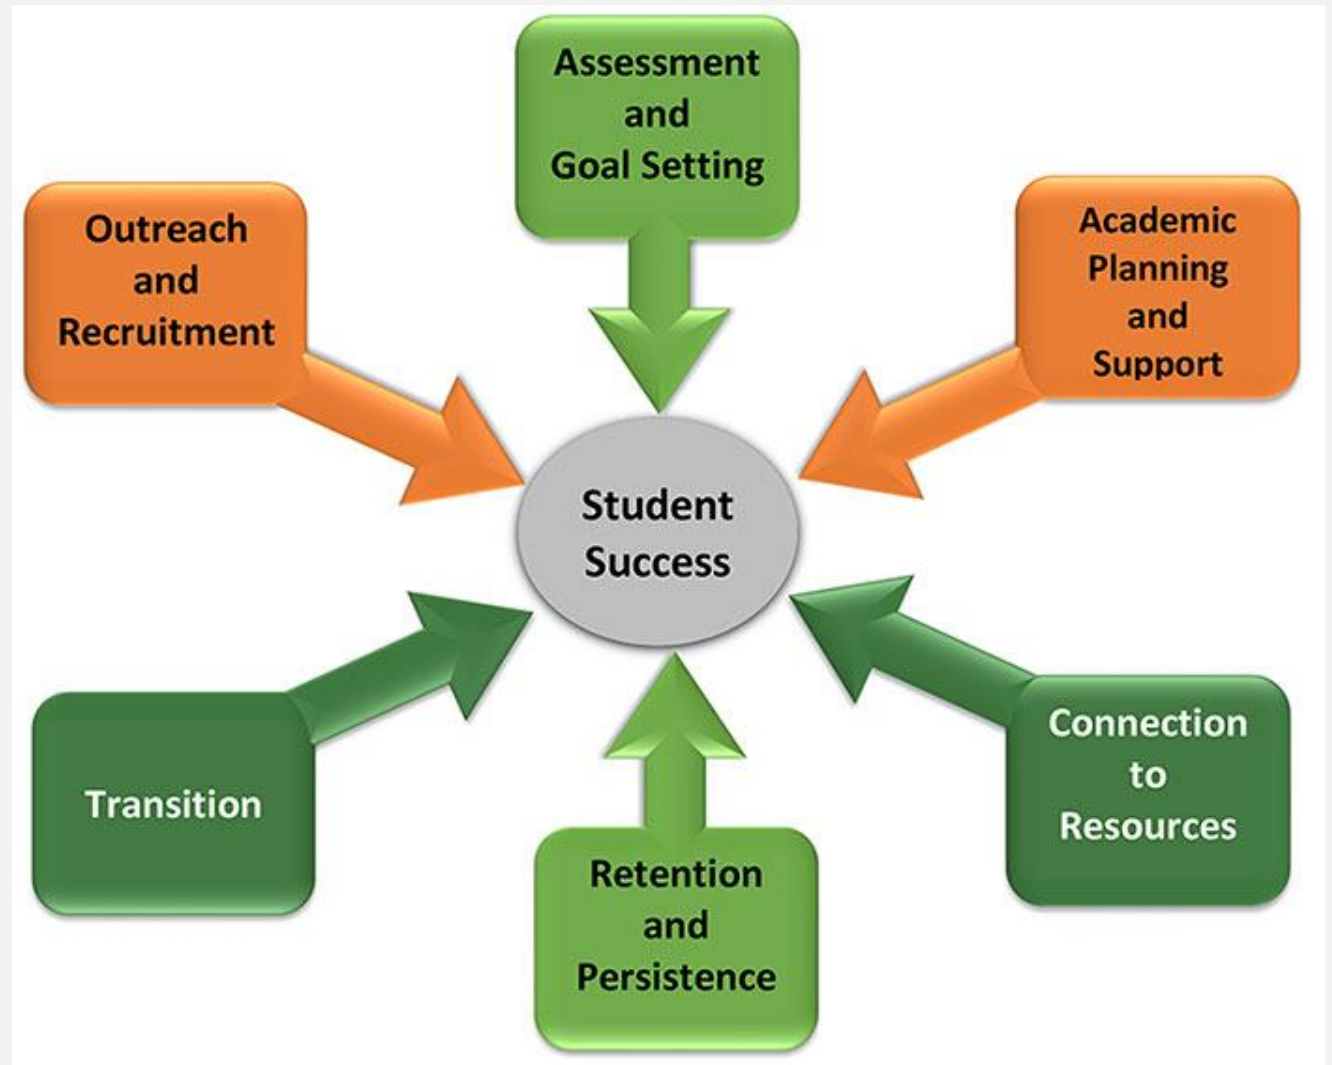 Assessment
and
Goal Setting
Outreach
and
Recruitment
Academic
Planning
and
Support
Student
Success
Transition
Connection
to
Resources
Retention
and
Persistence